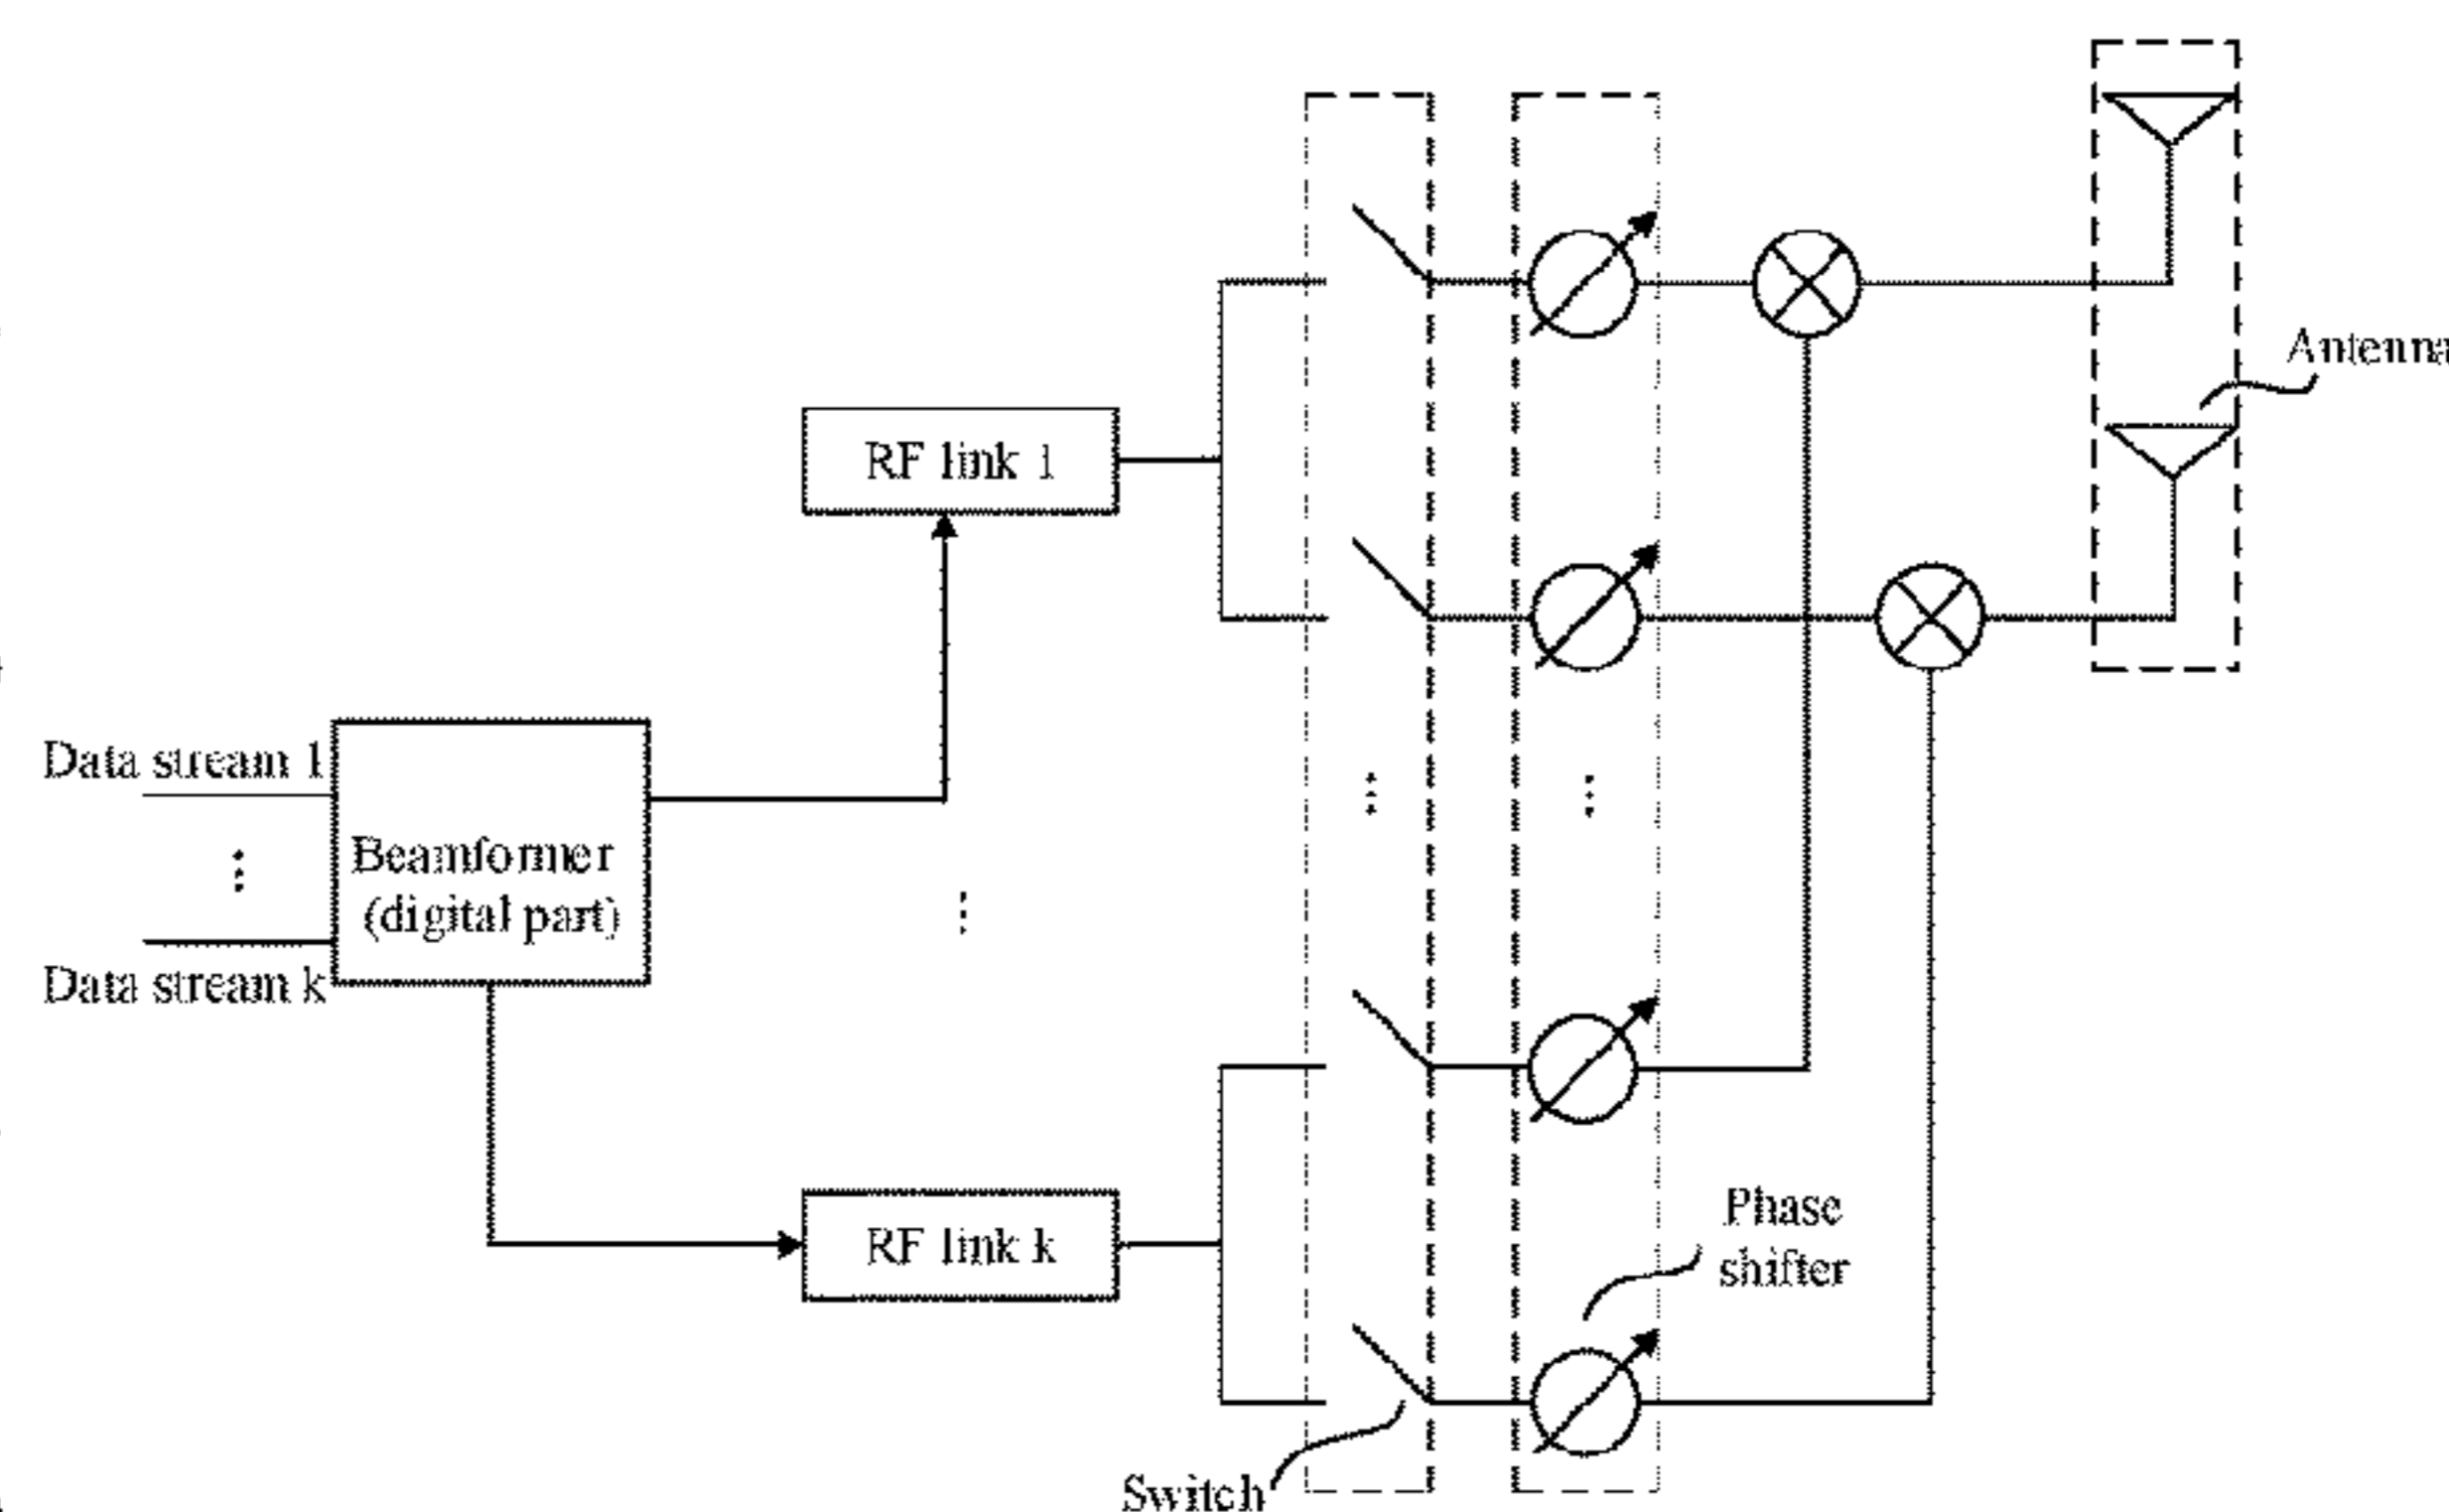 Antenna
RF link 1
Data stream 1
Beamformer
(digital part)
Data stream k
Phase
shifter
RF link k
Switch